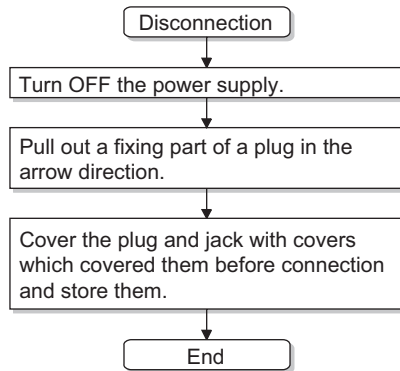 Disconnection
Turn OFF the power supply.
Pull out a fixing part of a plug in the
arrow direction.
Cover the plug and jack with covers
which covered them before connection
and store them.
End